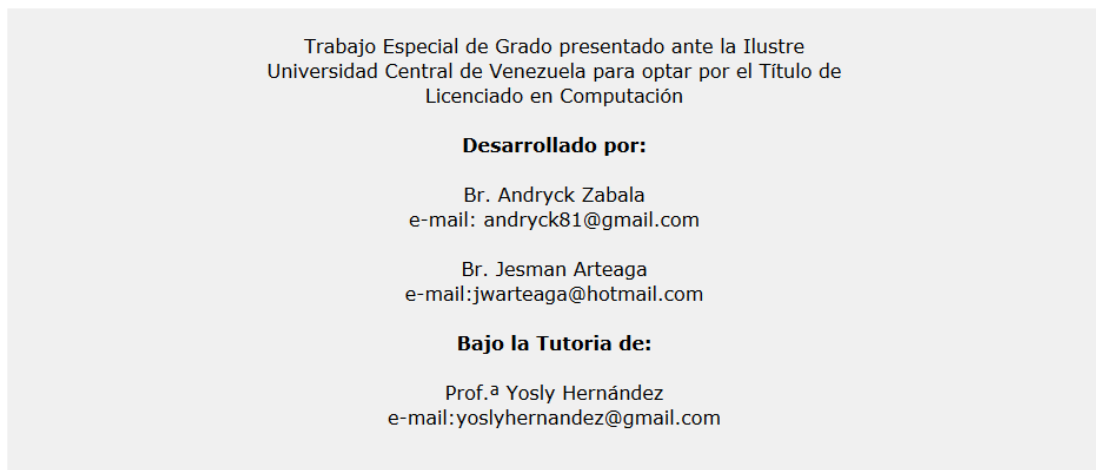 Trabajo Especial de Grado presentado ante la Ilustre
Universidad Central de Venezuela para optar por el Título de
Licenciado en Computación
Desarrollado por:
Br. Andryck Zabala
e-mail: andryck81@gmail.com
Br. Jesman Arteaga
e-mail:jwarteaga@hotmail.com
Bajo la Tutoria de:
Prof.ª Yosly Hernández
e-mail:yoslyhernandez@gmail.com